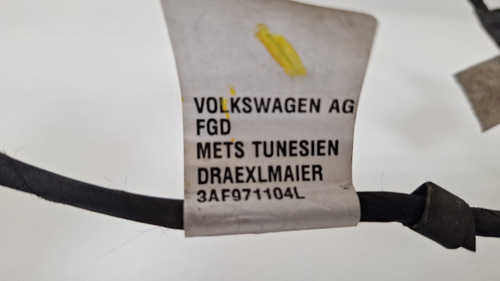 VOLKSWAGEN AG
FGD
METS TUNESIEN
DRAEXLMAIER
3AF971104L